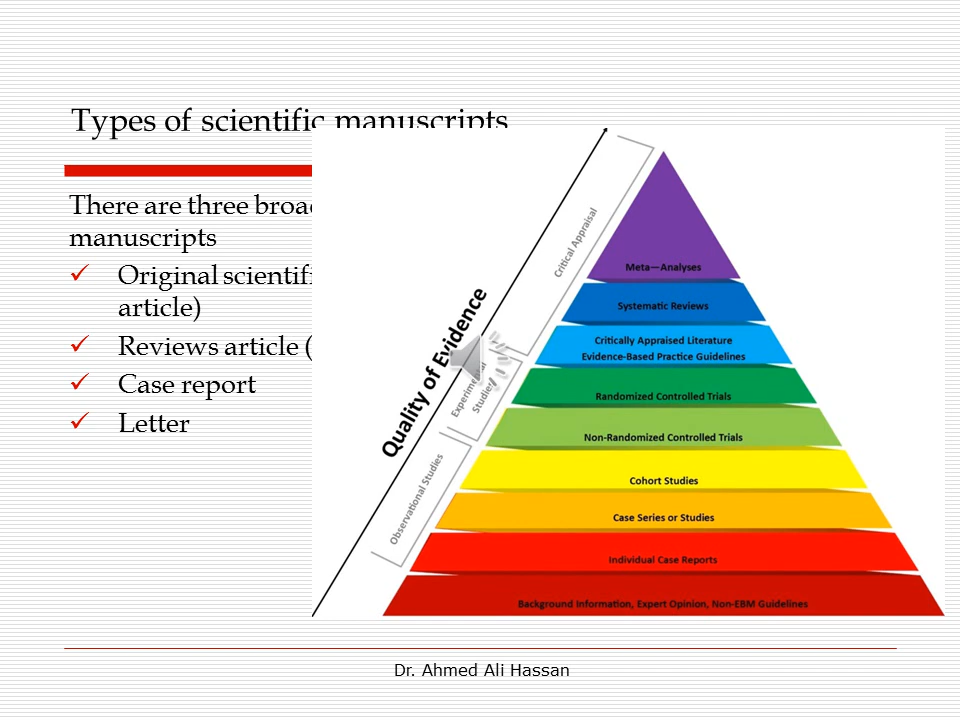 Types of scientific manuscripts
There are three broad
manuscripts
✓ Original scientifi
article)
✓ Reviews article (
✓ Case report
✓ Letter
Quality of Evidence
Critical Appraisal
Experimental
Studies
Observational Studies
Meta—Analyses
Systematic Reviews
Critically Appraised Literature
Evidence-Based Practice Guidelines
Randomized Controlled Trials
Non-Randomized Controlled Trials
Cohort Studies
Case Series or Studies
Individual Case Reports
Background Information, Expert Opinion, Non-EBM Guidelines
Dr. Ahmed Ali Hassan